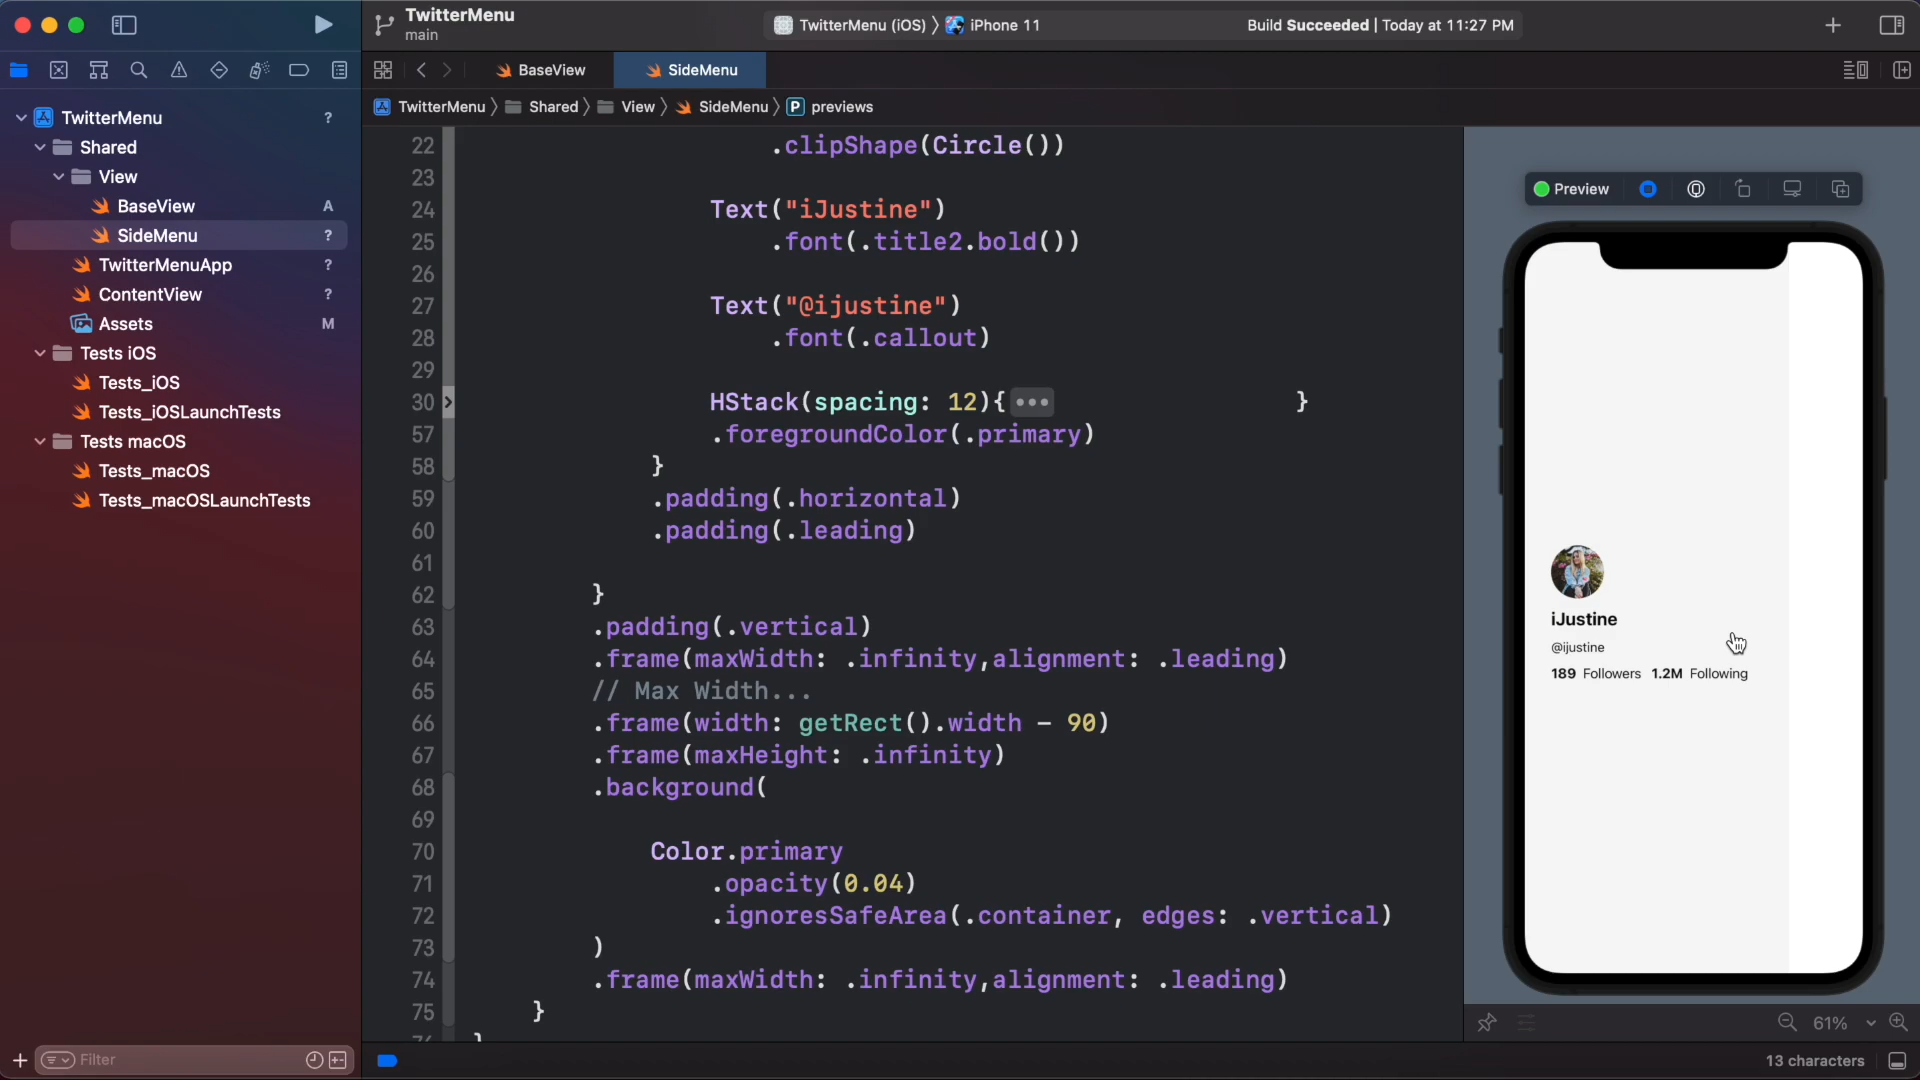 TwitterMenu
main
TwitterMenu (iOS) 〉 iPhone 11
Build Succeeded | Today at 11:27 PM
BaseView
SideMenu
TwitterMenu 〉 Shared 〉 View 〉 SideMenu 〉 P previews
TwitterMenu ?
Shared
View
BaseView A
SideMenu ?
TwitterMenuApp ?
ContentView ?
Assets M
Tests iOS
Tests_iOS
Tests_iOSLaunchTests
Tests macOS
Tests_macOS
Tests_macOSLaunchTests
Filter
22 .clipShape(Circle())
23
24 Text("iJustine")
25 .font(.title2.bold())
26
27 Text("@ijustine")
28 .font(.callout)
29
30 HStack(spacing: 12){••• }
57 .foregroundColor(.primary)
58 }
59 .padding(.horizontal)
60 .padding(.leading)
61
62 }
63 .padding(.vertical)
64 .frame(maxWidth: .infinity,alignment: .leading)
65 // Max Width...
66 .frame(width: getRect().width - 90)
67 .frame(maxHeight: .infinity)
68 .background(
69
70 Color.primary
71 .opacity(0.04)
72 .ignoresSafeArea(.container, edges: .vertical)
73 )
74 .frame(maxWidth: .infinity,alignment: .leading)
75 }
76 }
Preview
iJustine
@ijustine
189 Followers 1.2M Following
61%
13 characters